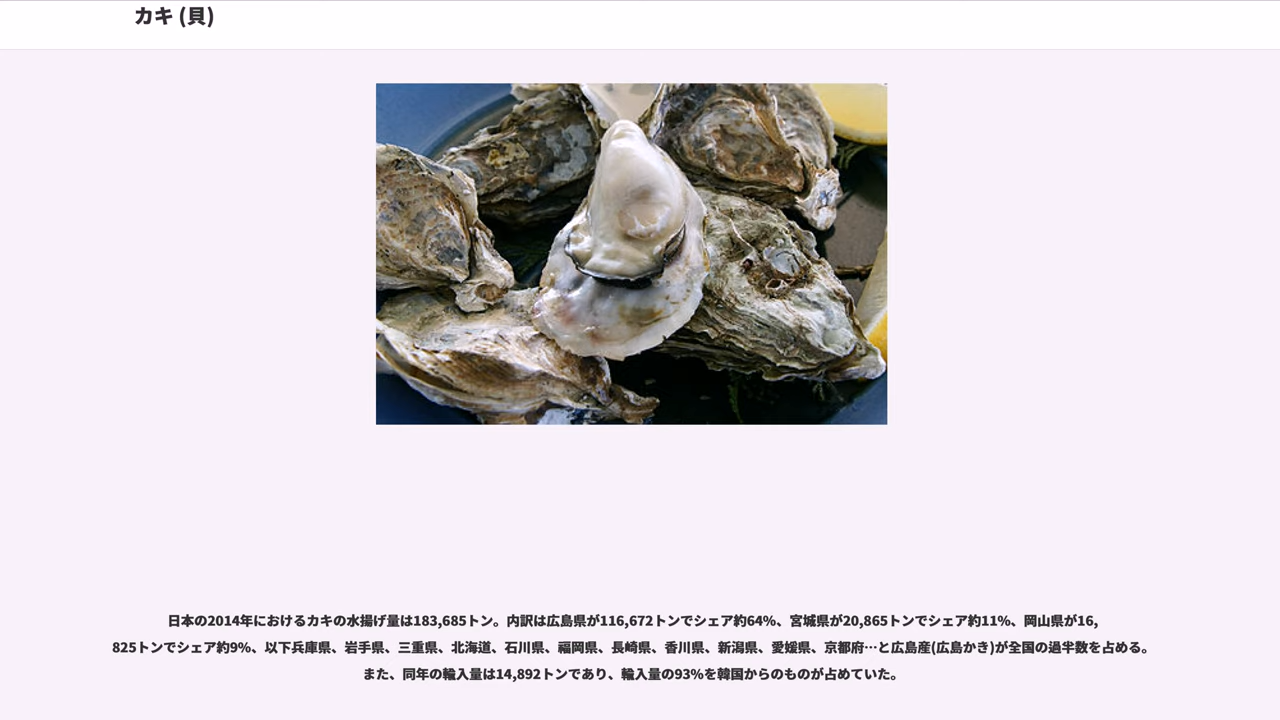 カキ (貝)
日本の2014年におけるカキの水揚げ量は183,685トン。内訳は広島県が116,672トンでシェア約64%、宮城県が20,865トンでシェア約11%、岡山県が16,
825トンでシェア約9%、以下兵庫県、岩手県、三重県、北海道、石川県、福岡県、長崎県、香川県、新潟県、愛媛県、京都府…と広島産(広島かき)が全国の過半数を占める。
また、同年の輸入量は14,892トンであり、輸入量の93%を韓国からのものが占めていた。